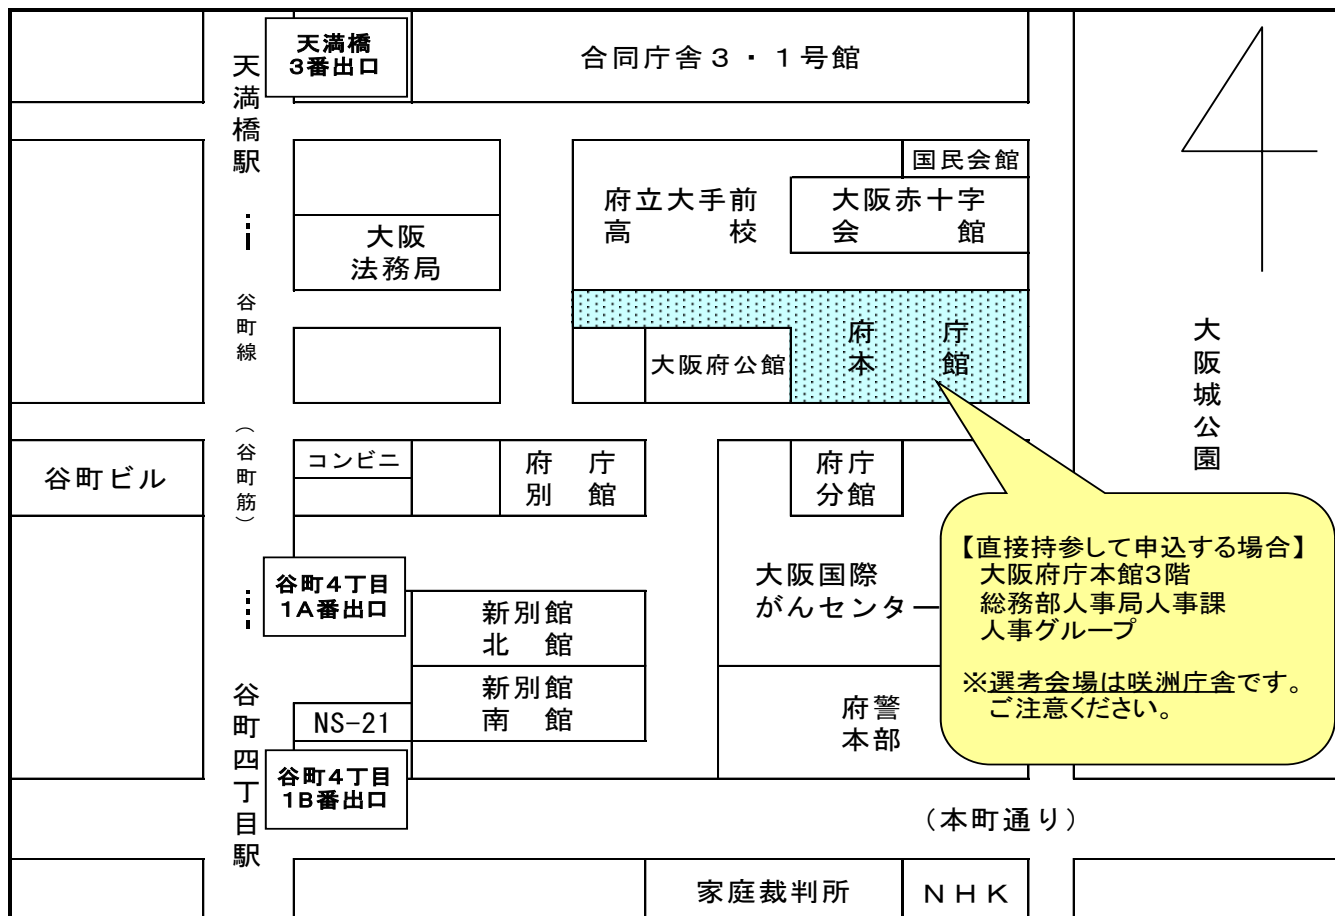 天満橋
3番出口
合同庁舎３・１号館
天満橋駅
国民会館
府立大手前
高　　校
大阪赤十字
会　　館
大阪
法務局
谷町線
府　庁
本　館
大阪府公館
大阪城公園
（谷町筋）
谷町ビル
コンビニ
府　庁
別　館
府庁
分館
【直接持参して申込する場合】
大阪府庁本館3階
総務部人事局人事課
人事グループ
※選考会場は咲洲庁舎です。
ご注意ください。
谷町4丁目
1A番出口
大阪国際
がんセンター
新別館
北　館
新別館
南　館
谷町四丁目駅
NS-21
府警
本部
谷町4丁目
1B番出口
（本町通り）
家庭裁判所
ＮＨＫ